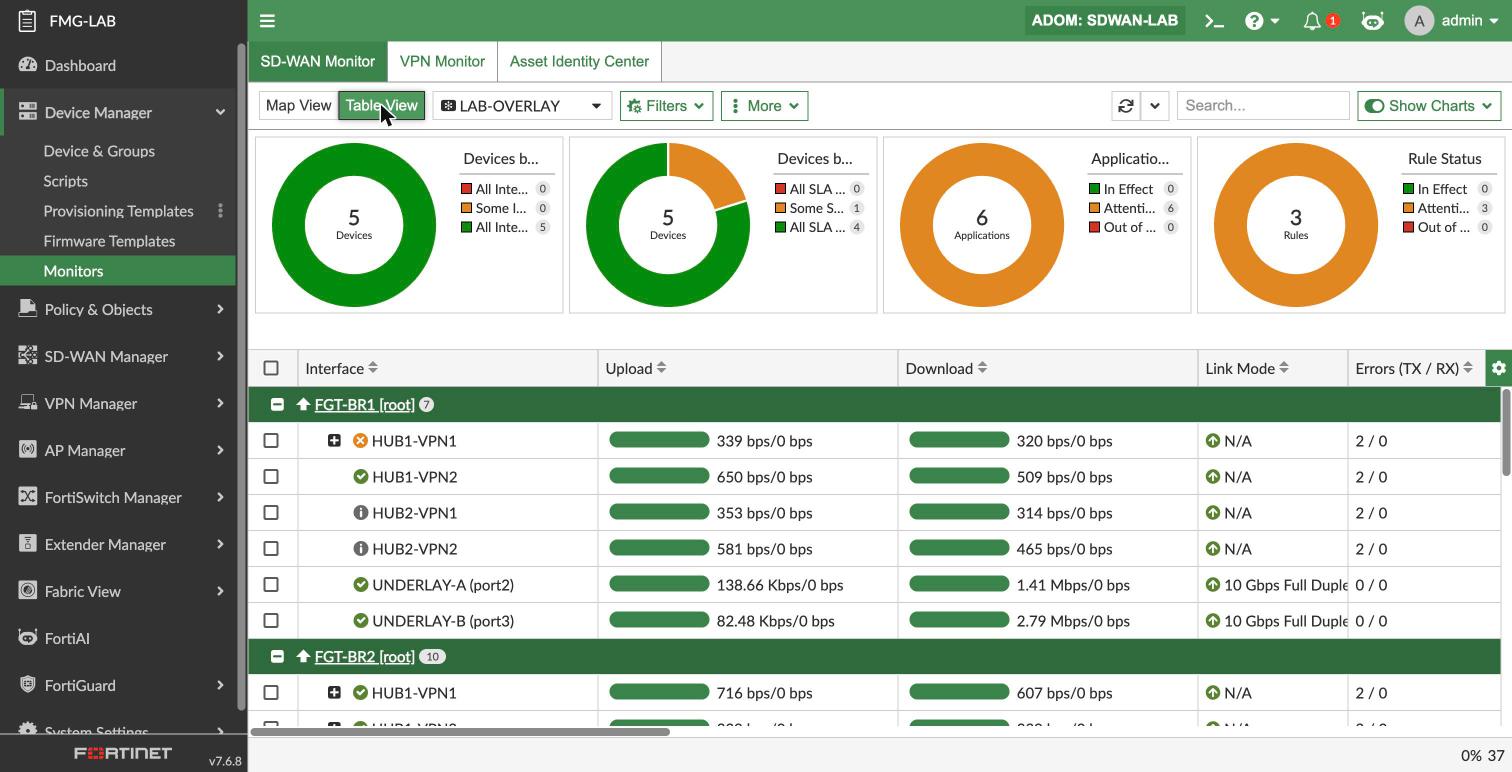 FMG-LAB
ADOM: SDWAN-LAB
1
A
admin
Dashboard
Device Manager
Device & Groups
Scripts
Provisioning Templates
Firmware Templates
Monitors
Policy & Objects
SD-WAN Manager
VPN Manager
AP Manager
FortiSwitch Manager
Extender Manager
Fabric View
FortiAI
FortiGuard
System Settings
FORTINET
v7.6.8
SD-WAN Monitor VPN Monitor Asset Identity Center
Map View Table View LAB-OVERLAY Filters More Search... Show Charts
5
Devices
Devices b...
All Inte... 0
Some I... 0
All Inte... 5
5
Devices
Devices b...
All SLA ... 0
Some S... 1
All SLA ... 4
6
Applications
Applicatio...
In Effect 0
Attenti... 6
Out of ... 0
3
Rules
Rule Status
In Effect 0
Attenti... 3
Out of ... 0
Interface Upload Download Link Mode Errors (TX / RX)
FGT-BR1 [root] 7
HUB1-VPN1 339 bps/0 bps 320 bps/0 bps N/A 2 / 0
HUB1-VPN2 650 bps/0 bps 509 bps/0 bps N/A 2 / 0
HUB2-VPN1 353 bps/0 bps 314 bps/0 bps N/A 2 / 0
HUB2-VPN2 581 bps/0 bps 465 bps/0 bps N/A 2 / 0
UNDERLAY-A (port2) 138.66 Kbps/0 bps 1.41 Mbps/0 bps 10 Gbps Full Duple 0 / 0
UNDERLAY-B (port3) 82.48 Kbps/0 bps 2.79 Mbps/0 bps 10 Gbps Full Duple 0 / 0
FGT-BR2 [root] 10
HUB1-VPN1 716 bps/0 bps 607 bps/0 bps N/A 2 / 0
0% 37